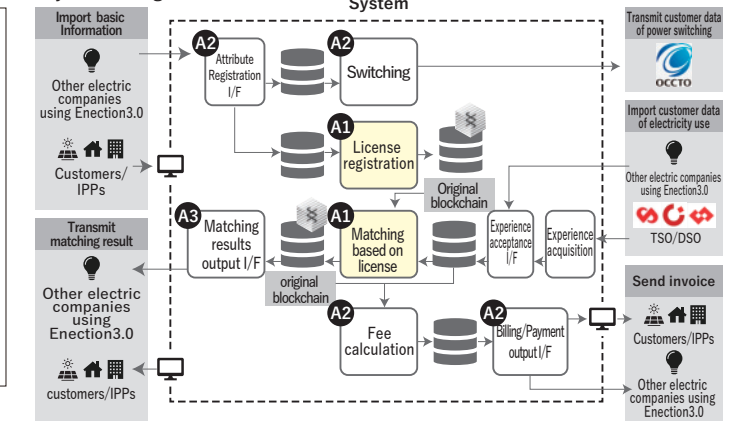 System
Import basic
Information
Other electric
companies
using Enection3.0
Customers/
IPPs
A2
Attribute
Registration
I/F
A2
Switching
Transmit customer data
of power switching
OCCTO
A1
License
registration
Original
blockchain
Import customer data
of electricity use
Other electric companies
using Enection3.0
TSO/DSO
Transmit
matching result
Other electric
companies
using
Enection3.0
customers/IPPs
A3
Matching
results
output I/F
original
blockchain
A1
Matching
based on
license
Experience
acceptance
I/F
Experience
acquisition
A2
Fee
calculation
A2
Billing/Payment
output I/F
Send invoice
Customers/IPPs
Other electric
companies using
Enection3.0